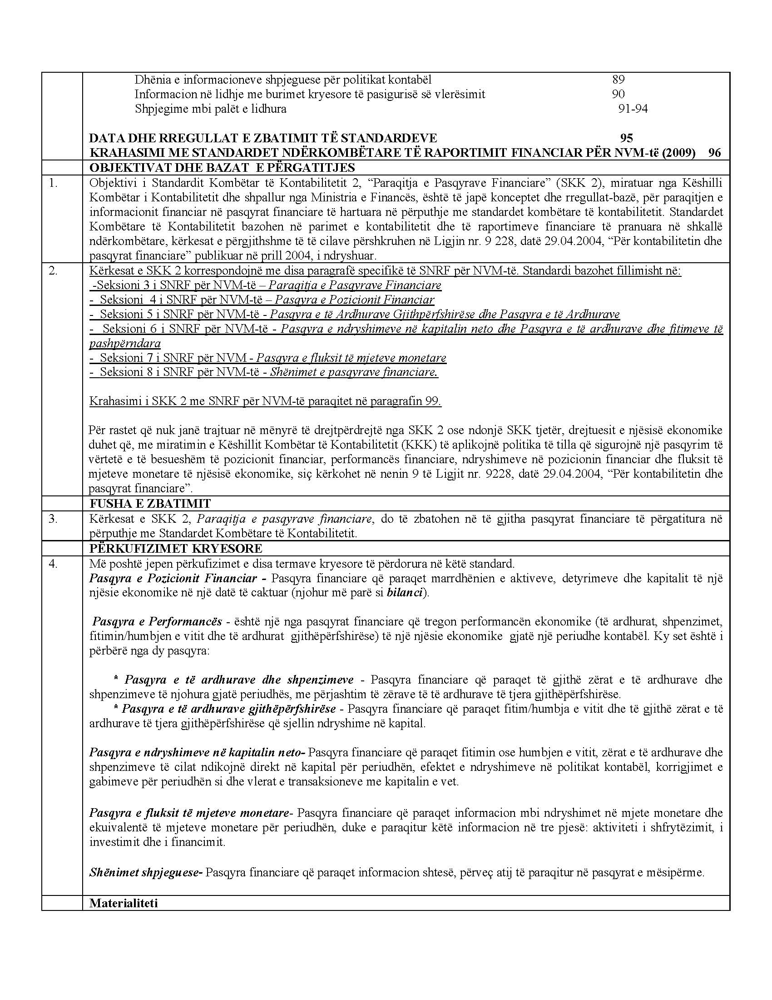 Dhënia e informacioneve shpjeguese për politikat kontabël 89
Informacion në lidhje me burimet kryesore të pasigurisë së vlerësimit 90
Shpjegime mbi palët e lidhura 91-94
DATA DHE RREGULLAT E ZBATIMIT TË STANDARDEVE 95
KRAHASIMI ME STANDARDET NDËRKOMBËTARE TË RAPORTIMIT FINANCIAR PËR NVM-të (2009) 96
OBJEKTIVAT DHE BAZAT E PËRGATITJES
1. Objektivi i Standardit Kombëtar të Kontabilitetit 2, “Paraqitja e Pasqyrave Financiare” (SKK 2), miratuar nga Këshilli
Kombëtar i Kontabilitetit dhe shpallur nga Ministria e Financës, është të japë konceptet dhe rregullat-bazë, për paraqitjen e
informacionit financiar në pasqyrat financiare të hartuara në përputhje me standardet kombëtare të kontabilitetit. Standardet
Kombëtare të Kontabilitetit bazohen në parimet e kontabilitetit dhe të raportimeve financiare të pranuara në shkallë
ndërkombëtare, kërkesat e përgjithshme të të cilave përshkruhen në Ligjin nr. 9 228, datë 29.04.2004, “Për kontabilitetin dhe
pasqyrat financiare” publikuar në prill 2004, i ndryshuar.
2. Kërkesat e SKK 2 korrespondojnë me disa paragrafë specifikë të SNRF për NVM-të. Standardi bazohet fillimisht në:
-Seksioni 3 i SNRF për NVM-të – Paraqitja e Pasqyrave Financiare
- Seksioni 4 i SNRF për NVM-të – Pasqyra e Pozicionit Financiar
- Seksioni 5 i SNRF për NVM-të - Pasqyra e të Ardhurave Gjithpërfshirëse dhe Pasqyra e të Ardhurave
- Seksioni 6 i SNRF për NVM-të - Pasqyra e ndryshimeve në kapitalin neto dhe Pasqyra e të ardhurave dhe fitimeve të
pashpërndara
- Seksioni 7 i SNRF për NVM - Pasqyra e fluksit të mjeteve monetare
- Seksioni 8 i SNRF për NVM-të - Shënimet e pasqyrave financiare.
Krahasimi i SKK 2 me SNRF për NVM-të paraqitet në paragrafin 99.
Për rastet që nuk janë trajtuar në mënyrë të drejtpërdrejtë nga SKK 2 ose ndonjë SKK tjetër, drejtuesit e njësisë ekonomike
duhet që, me miratimin e Këshillit Kombëtar të Kontabilitetit (KKK) të aplikojnë politika të tilla që sigurojnë një pasqyrim të
vërtetë e të besueshëm të pozicionit financiar, performancës financiare, ndryshimeve në pozicionin financiar dhe fluksit të
mjeteve monetare të njësisë ekonomike, siç kërkohet në nenin 9 të Ligjit nr. 9228, datë 29.04.2004, “Për kontabilitetin dhe
pasqyrat financiare”.
FUSHA E ZBATIMIT
3. Kërkesat e SKK 2, Paraqitja e pasqyrave financiare, do të zbatohen në të gjitha pasqyrat financiare të përgatitura në
përputhje me Standardet Kombëtare të Kontabilitetit.
PËRKUFIZIMET KRYESORE
4. Më poshtë jepen përkufizimet e disa termave kryesore të përdorura në këtë standard.
Pasqyra e Pozicionit Financiar - Pasqyra financiare që paraqet marrdhënien e aktiveve, detyrimeve dhe kapitalit të një
njësie ekonomike në një datë të caktuar (njohur më parë si bilanci).
Pasqyra e Performancës - është një nga pasqyrat financiare që tregon performancën ekonomike (të ardhurat, shpenzimet,
fitimin/humbjen e vitit dhe të ardhurat gjithëpërfshirëse) të një njësie ekonomike gjatë një periudhe kontabël. Ky set është i
përbërë nga dy pasqyra:
* Pasqyra e të ardhurave dhe shpenzimeve - Pasqyra financiare që paraqet të gjithë zërat e të ardhurave dhe
shpenzimeve të njohura gjatë periudhës, me përjashtim të zërave të të ardhurave të tjera gjithëpërfshirëse.
* Pasqyra e të ardhurave gjithëpërfshirëse - Pasqyra financiare që paraqet fitim/humbja e vitit dhe të gjithë zërat e të
ardhurave të tjera gjithëpërfshirëse që sjellin ndryshime në kapital.
Pasqyra e ndryshimeve në kapitalin neto- Pasqyra financiare që paraqet fitimin ose humbjen e vitit, zërat e të ardhurave dhe
shpenzimeve të cilat ndikojnë direkt në kapital për periudhën, efektet e ndryshimeve në politikat kontabël, korrigjimet e
gabimeve për periudhën si dhe vlerat e transaksioneve me kapitalin e vet.
Pasqyra e fluksit të mjeteve monetare- Pasqyra financiare që paraqet informacion mbi ndryshimet në mjete monetare dhe
ekuivalentë të mjeteve monetare për periudhën, duke e paraqitur këtë informacion në tre pjesë: aktiviteti i shfrytëzimit, i
investimit dhe i financimit.
Shënimet shpjeguese- Pasqyra financiare që paraqet informacion shtesë, përveç atij të paraqitur në pasqyrat e mësipërme.
Materialiteti